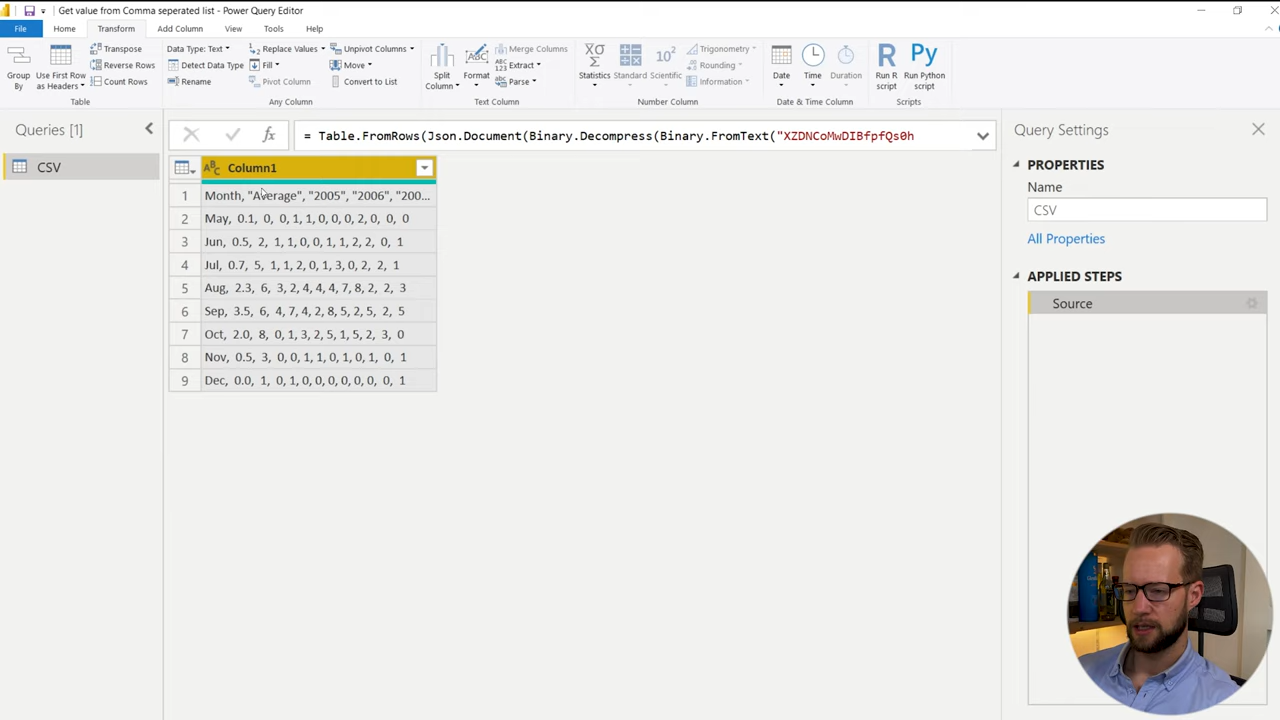 Get value from Comma seperated list - Power Query Editor
File Home Transform Add Column View Tools Help
Group By
Use First Row as Headers
Transpose
Reverse Rows
Count Rows
Table
Data Type: Text
Detect Data Type
Rename
Replace Values
Fill
Pivot Column
Unpivot Columns
Move
Convert to List
Any Column
Split Column
Format
Merge Columns
Extract
Parse
Text Column
Statistics
Standard
Scientific
Trigonometry
Rounding
Information
Number Column
Date
Time
Duration
Date & Time Column
Run R script
Run Python script
Scripts
Queries [1]
CSV
= Table.FromRows(Json.Document(Binary.Decompress(Binary.FromText("XZDNCoMwDIBfpfQs0h
Column1
1 Month, "Average", "2005", "2006", "200...
2 May, 0.1, 0, 0, 1, 1, 0, 0, 0, 2, 0, 0, 0
3 Jun, 0.5, 2, 1, 1, 0, 0, 1, 1, 2, 2, 0, 1
4 Jul, 0.7, 5, 1, 1, 2, 0, 1, 3, 0, 2, 2, 1
5 Aug, 2.3, 6, 3, 2, 4, 4, 4, 7, 8, 2, 2, 3
6 Sep, 3.5, 6, 4, 7, 4, 2, 8, 5, 2, 5, 2, 5
7 Oct, 2.0, 8, 0, 1, 3, 2, 5, 1, 5, 2, 3, 0
8 Nov, 0.5, 3, 0, 0, 1, 1, 0, 1, 0, 1, 0, 1
9 Dec, 0.0, 1, 0, 1, 0, 0, 0, 0, 0, 0, 0, 1
Query Settings
PROPERTIES
Name
CSV
All Properties
APPLIED STEPS
Source